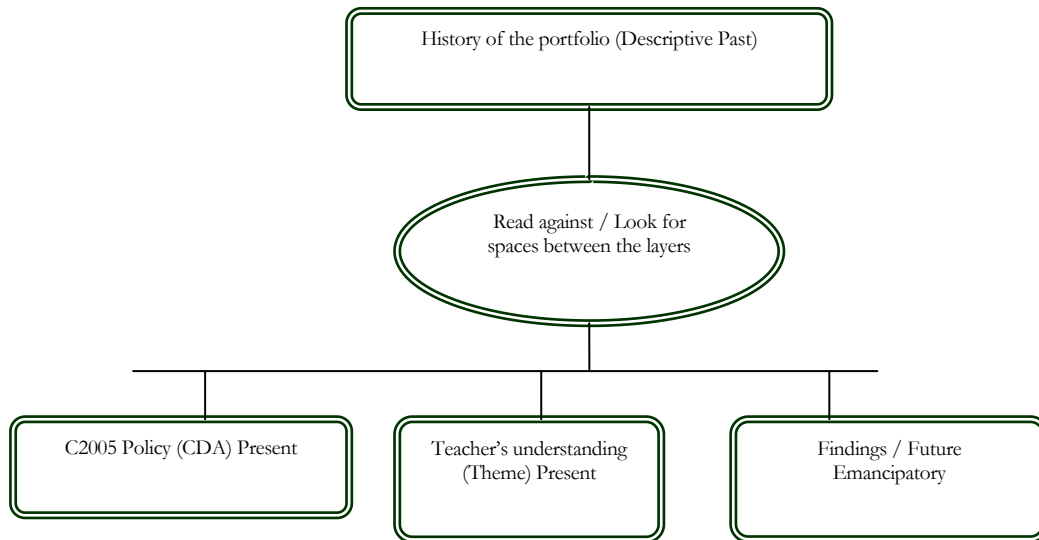 History of the portfolio (Descriptive Past)
Read against / Look for
spaces between the layers
C2005 Policy (CDA) Present
Teacher’s understanding
(Theme) Present
Findings / Future
Emancipatory